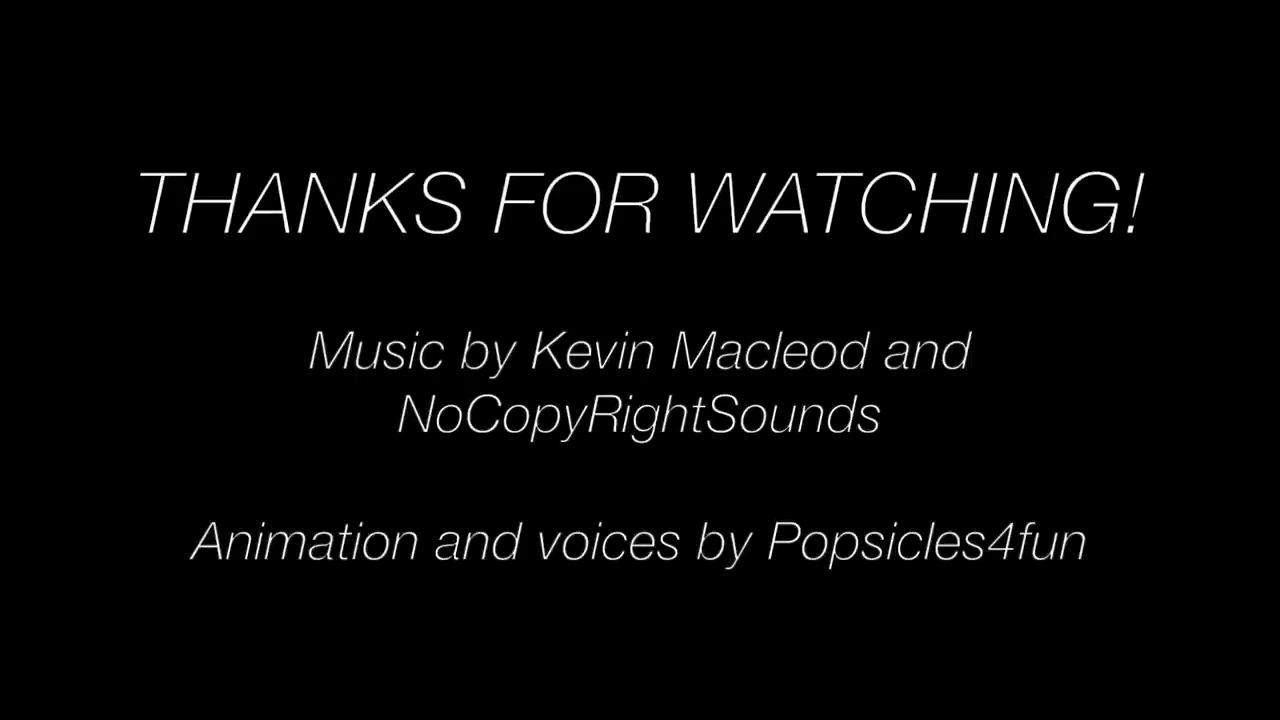 THANKS FOR WATCHING!
Music by Kevin Macleod and
NoCopyRightSounds
Animation and voices by Popsicles4fun